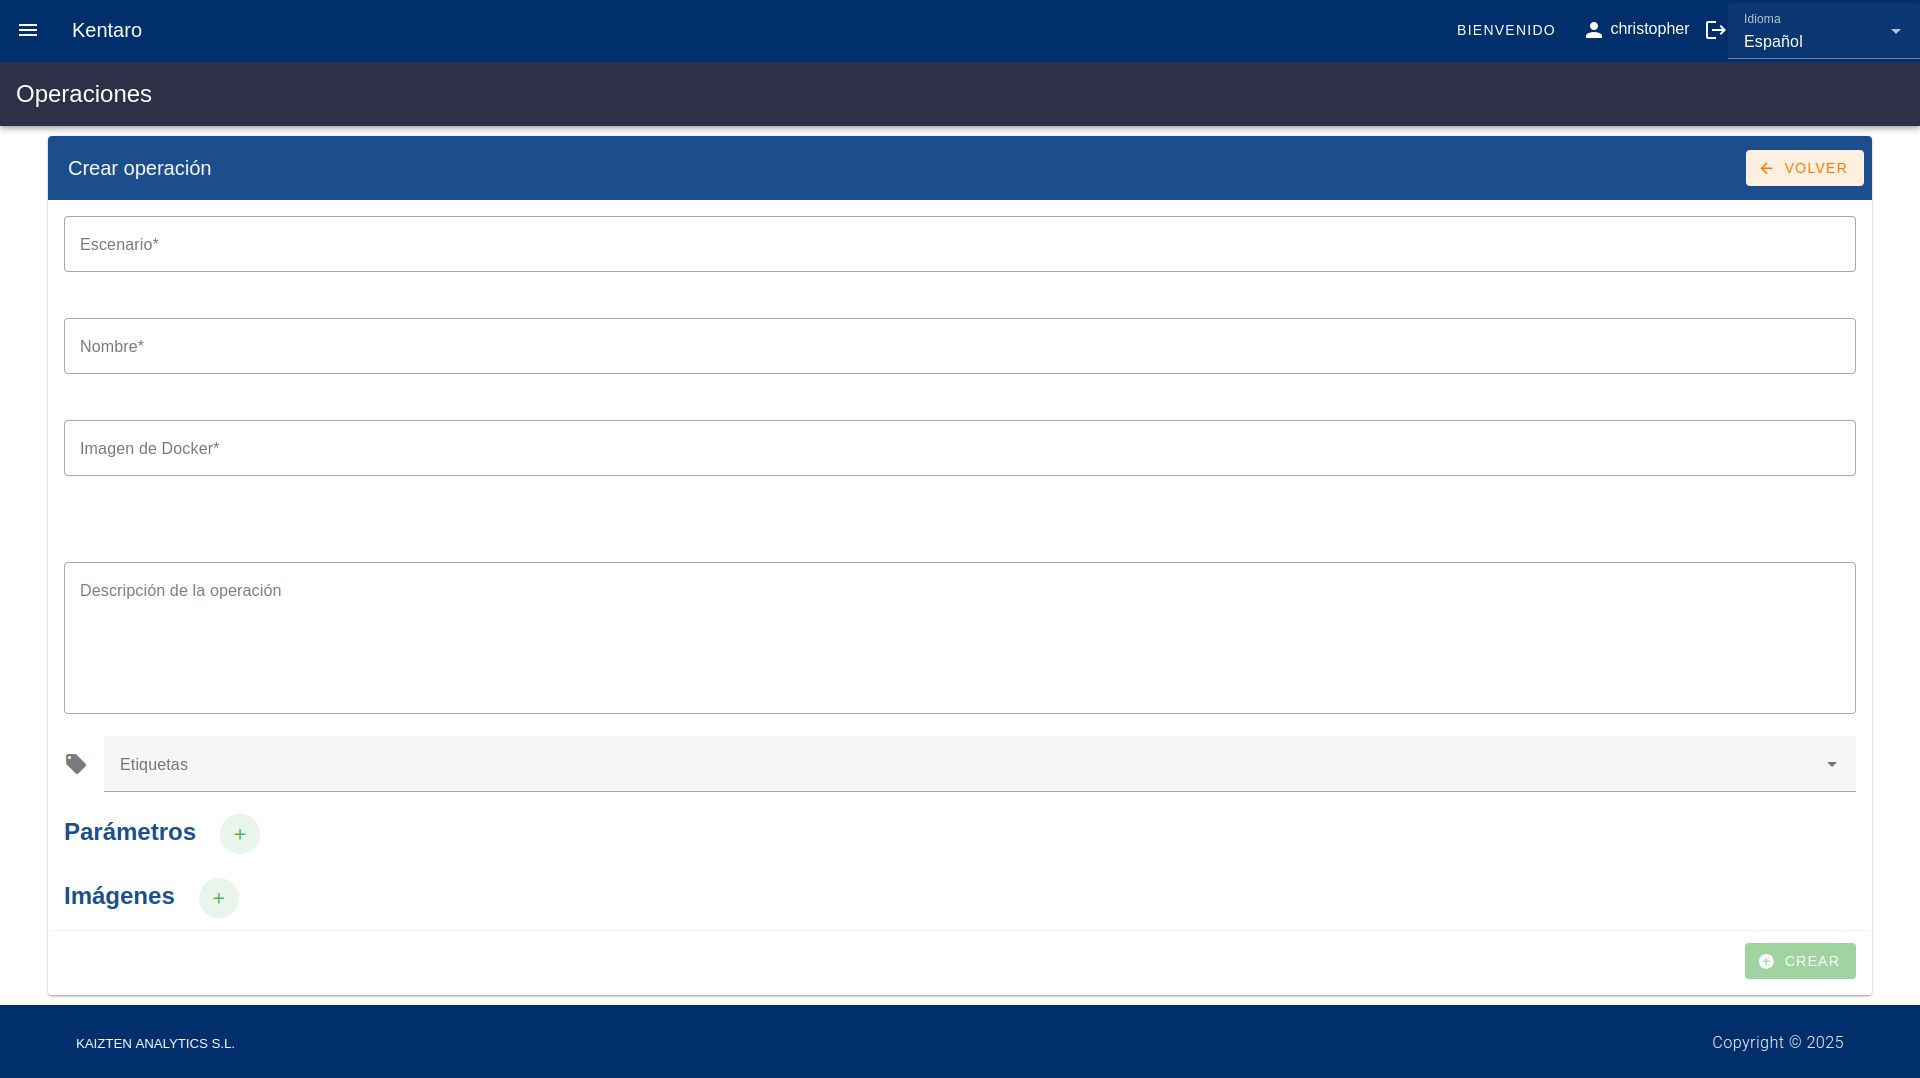 Kentaro
BIENVENIDO
christopher
Idioma
Español
Operaciones
Crear operación
VOLVER
Escenario*
Nombre*
Imagen de Docker*
Descripción de la operación
Etiquetas
Parámetros
Imágenes
CREAR
KAIZTEN ANALYTICS S.L.
Copyright © 2025